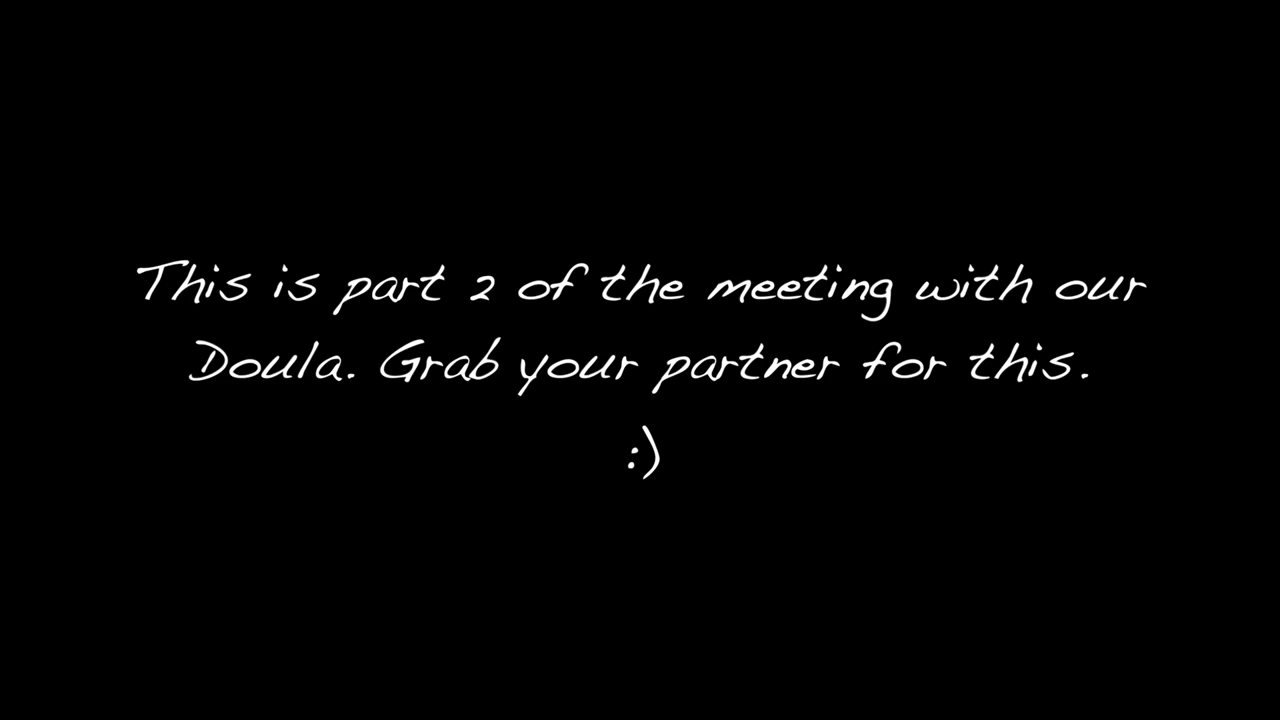 This is part 2 of the meeting with our
Doula. Grab your partner for this.
:)